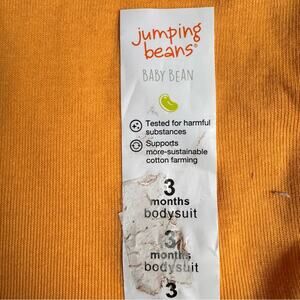 jumping
beans®
BABY BEAN
Tested for harmful
substances
Supports
more-sustainable
cotton farming
3
months
bodysuit
3
months
bodysuit
3